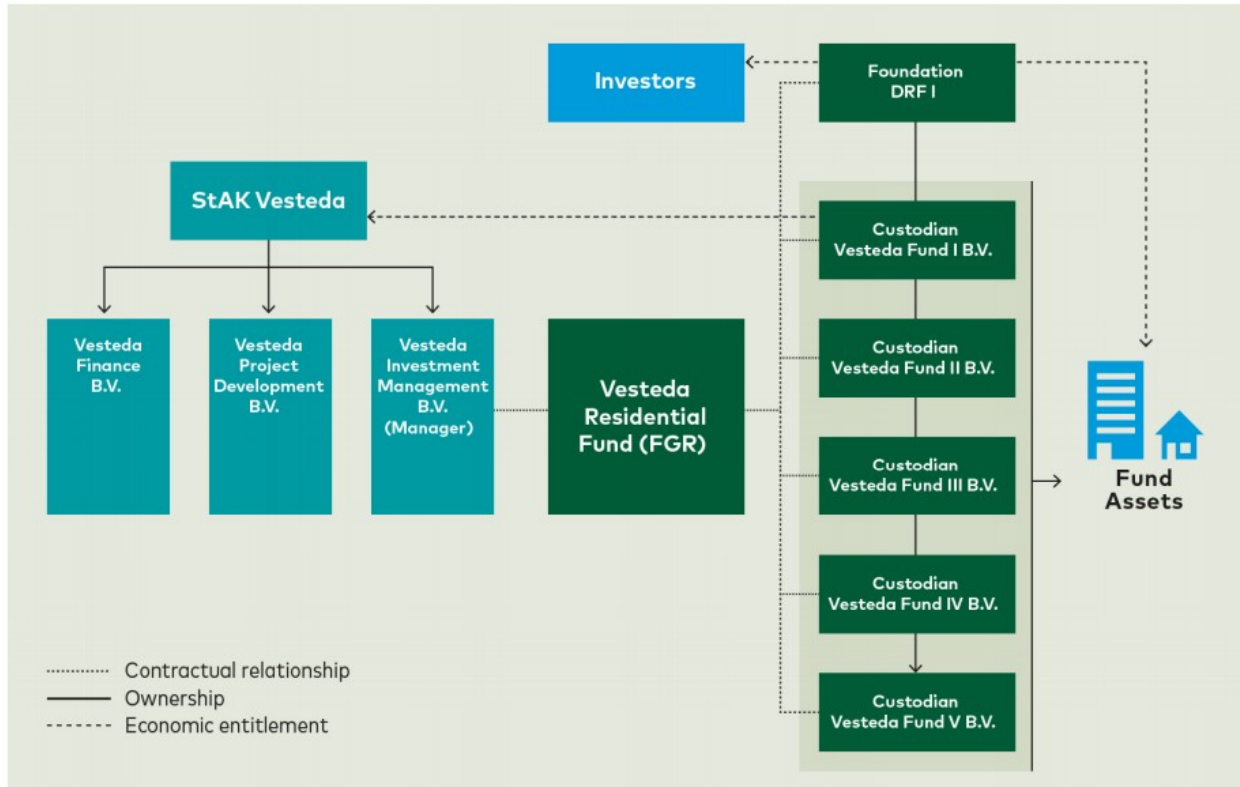 Investors
Foundation
DRF I
StAK Vesteda
Custodian
Vesteda Fund I B.V.
Vesteda
Finance
B.V.
Vesteda
Project
Development
B.V.
Vesteda
Investment
Management
B.V.
(Manager)
Vesteda
Residential
Fund (FGR)
Custodian
Vesteda Fund II B.V.
Custodian
Vesteda Fund III B.V.
Fund
Assets
Custodian
Vesteda Fund IV B.V.
Custodian
Vesteda Fund V B.V.
Contractual relationship
Ownership
Economic entitlement